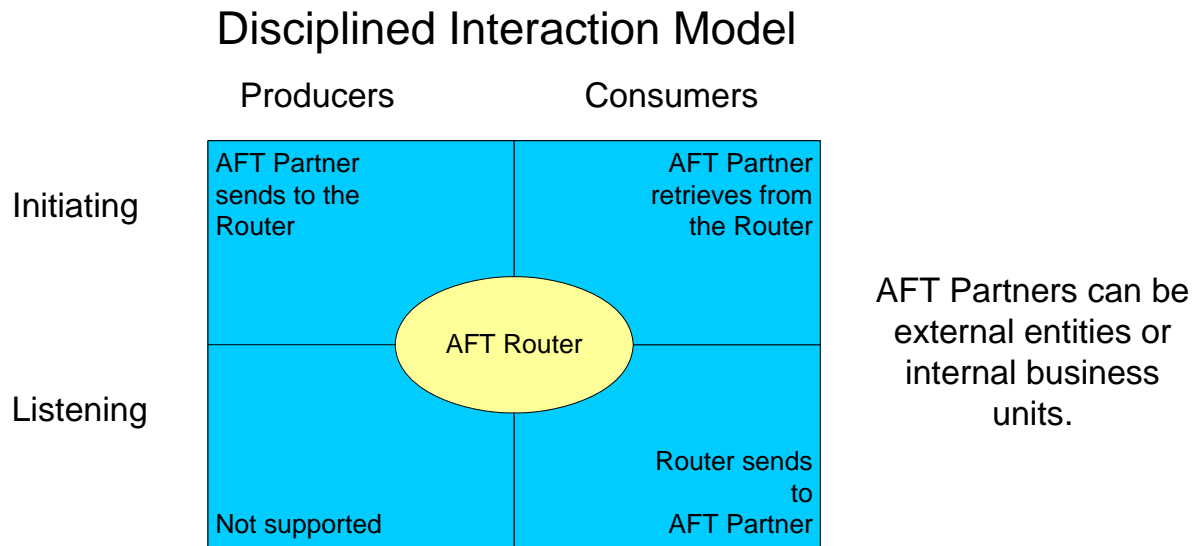 Disciplined Interaction Model
Producers
Consumers
Initiating
AFT Partner
sends to the
Router
AFT Partner
retrieves from
the Router
AFT Router
AFT Partners can be
external entities or
internal business
units.
Listening
Not supported
Router sends
to
AFT Partner